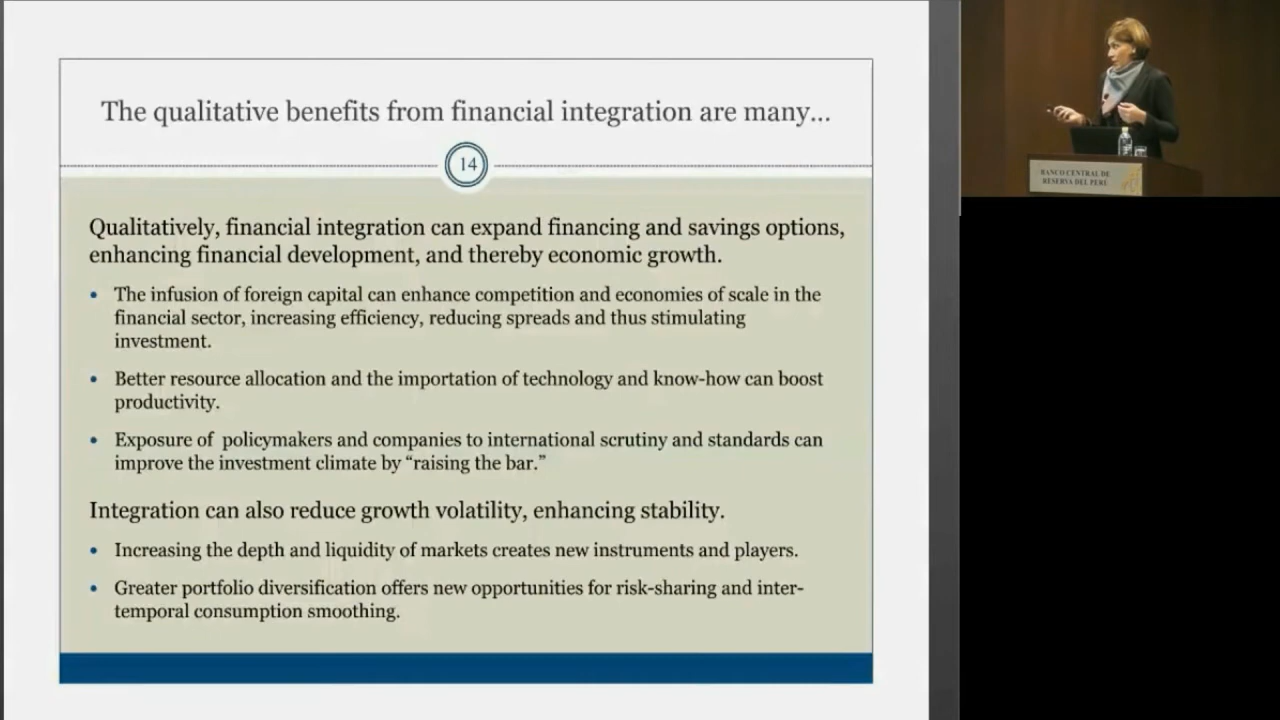 The qualitative benefits from financial integration are many...
14
Qualitatively, financial integration can expand financing and savings options,
enhancing financial development, and thereby economic growth.
• The infusion of foreign capital can enhance competition and economies of scale in the
financial sector, increasing efficiency, reducing spreads and thus stimulating
investment.
• Better resource allocation and the importation of technology and know-how can boost
productivity.
• Exposure of policymakers and companies to international scrutiny and standards can
improve the investment climate by “raising the bar.”
Integration can also reduce growth volatility, enhancing stability.
• Increasing the depth and liquidity of markets creates new instruments and players.
• Greater portfolio diversification offers new opportunities for risk-sharing and inter-
temporal consumption smoothing.
BANCO CENTRAL DE
RESERVA DEL PERÚ